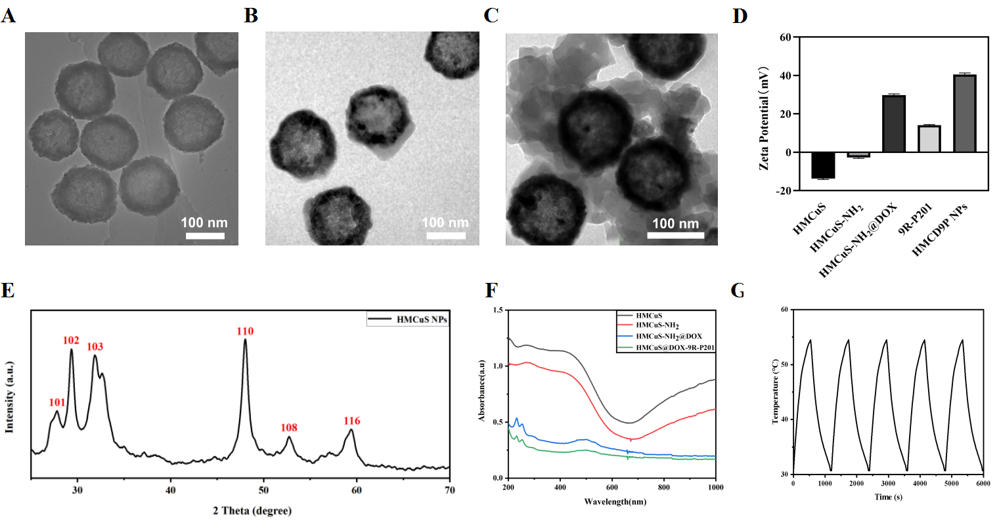 A
B
C
D
100 nm
100 nm
100 nm
60
40
20
0
-20
Zeta Potential (mV)
HMCuS
HMCuS-NH2
HMCuS-NH2@DOX
9R-P201
HMCD9P NPs
E
HMCuS NPs
101
102
103
110
108
116
Intensity (a.u.)
30
40
50
60
70
2 Theta (degree)
F
HMCuS
HMCuS-NH2
HMCuS-NH2@DOX
HMCuS@DOX-9R-P201
1.5
1.0
0.5
0.0
Absorbance(a.u)
200
400
600
800
1000
Wavelength(nm)
G
60
50
40
30
Temperature (°C)
0
1000
2000
3000
4000
5000
6000
Time (s)